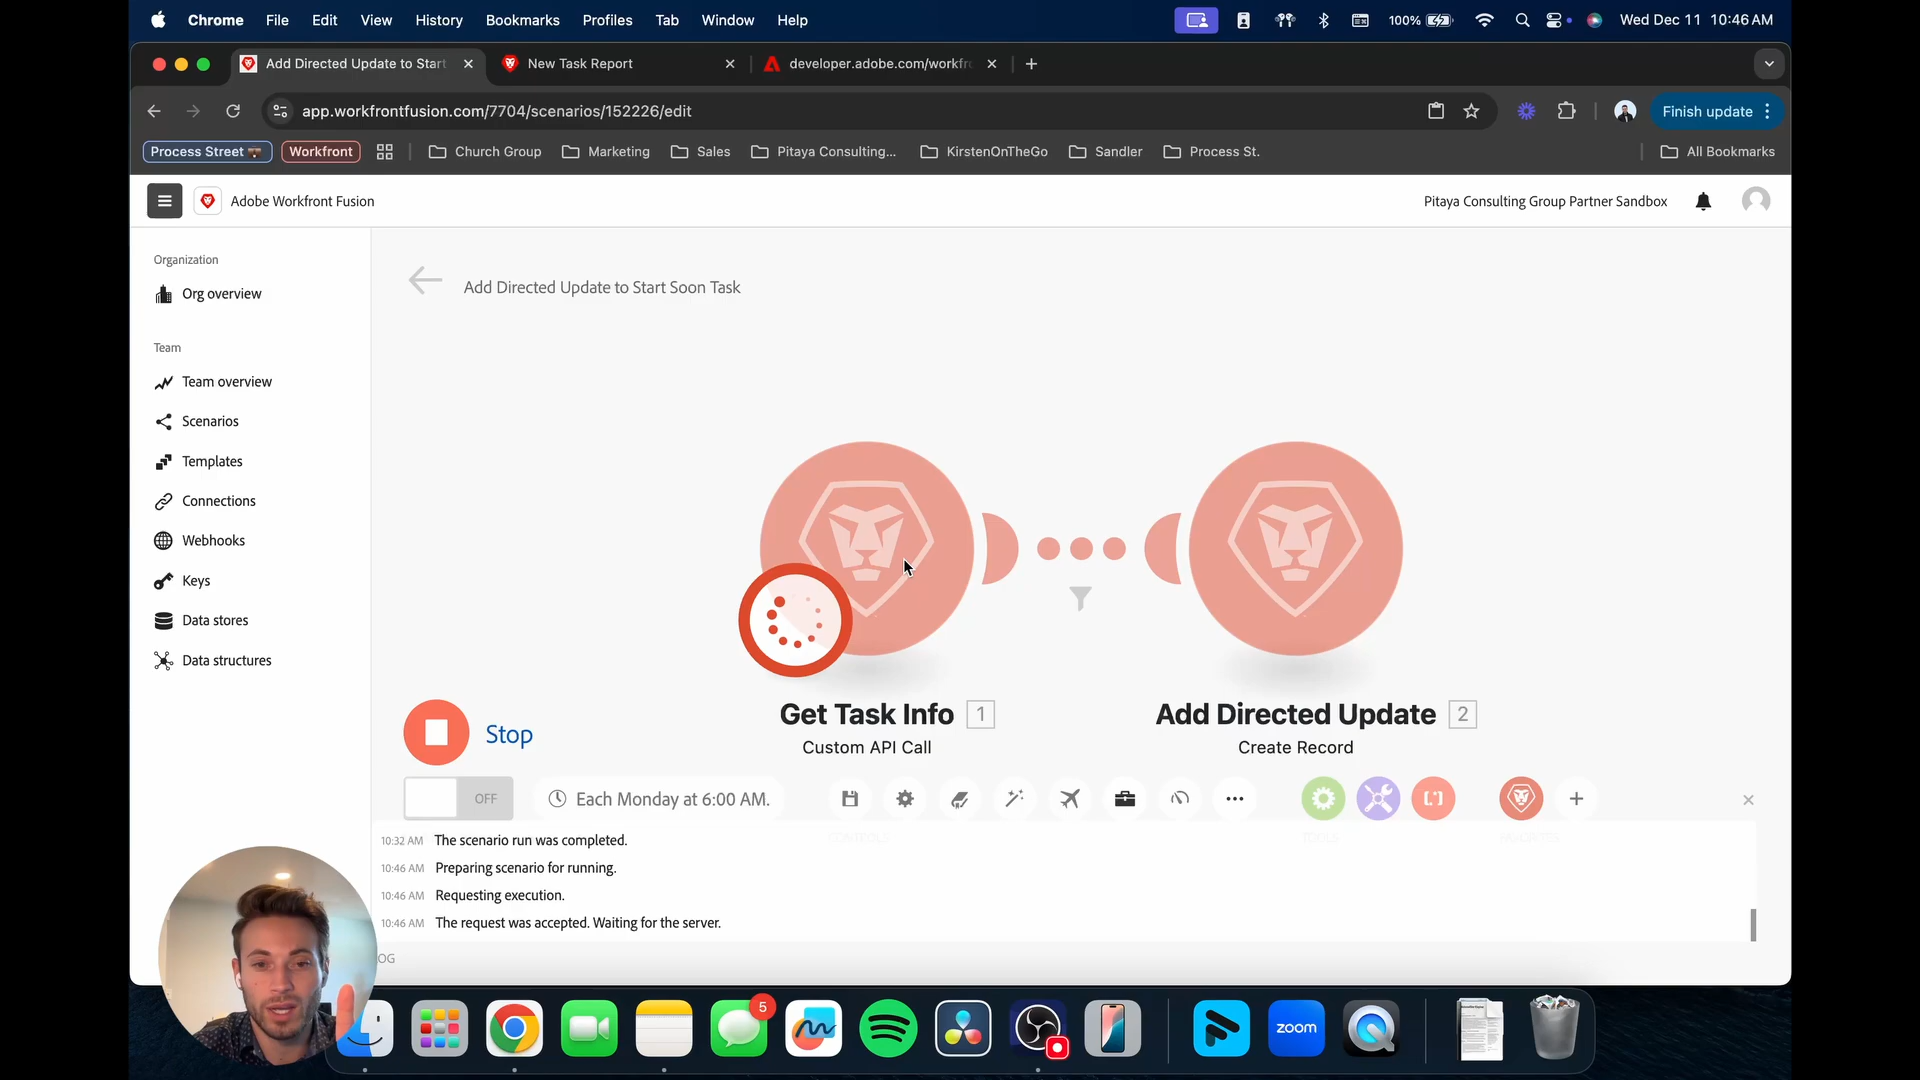 Chrome File Edit View History Bookmarks Profiles Tab Window Help 100% Wed Dec 11 10:46 AM
Add Directed Update to Start New Task Report developer.adobe.com/workfr
app.workfrontfusion.com/7704/scenarios/152226/edit Finish update
Process Street Workfront Church Group Marketing Sales Pitaya Consulting... KirstenOnTheGo Sandler Process St. All Bookmarks
Adobe Workfront Fusion Pitaya Consulting Group Partner Sandbox
Organization
Org overview
Team
Team overview
Scenarios
Templates
Connections
Webhooks
Keys
Data stores
Data structures
Add Directed Update to Start Soon Task
Get Task Info 1
Custom API Call
Add Directed Update 2
Create Record
Stop
OFF Each Monday at 6:00 AM.
CONTROLS TOOLS FAVORITES
10:32 AM The scenario run was completed.
10:46 AM Preparing scenario for running.
10:46 AM Requesting execution.
10:46 AM The request was accepted. Waiting for the server.
OG
5
zoom